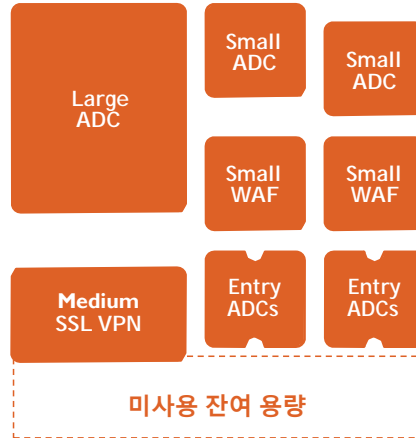 Large
ADC
Small
ADC
Small
ADC
Small
WAF
Small
WAF
Medium
SSL VPN
Entry
ADCs
Entry
ADCs
미사용 잔여 용량